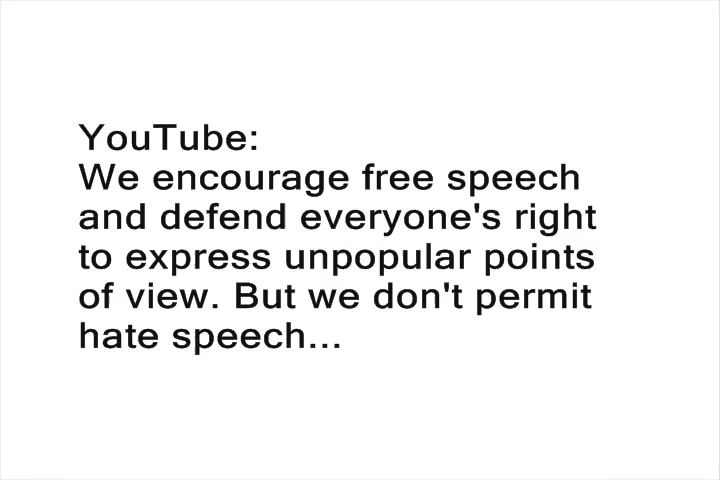 YouTube:
We encourage free speech
and defend everyone's right
to express unpopular points
of view. But we don't permit
hate speech...